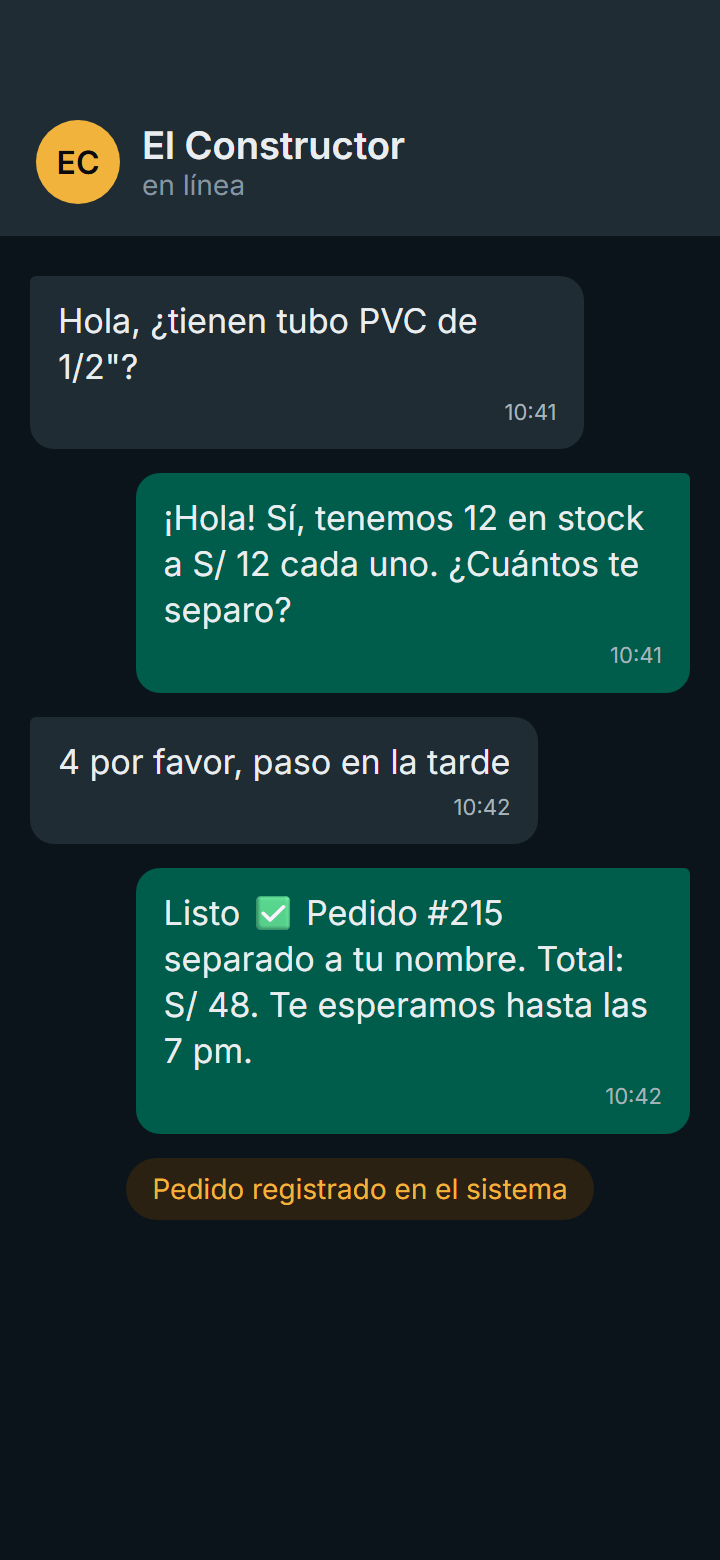 EC
El Constructor
en línea
Hola, ¿tienen tubo PVC de
1/2"?
10:41
¡Hola! Sí, tenemos 12 en stock
a S/ 12 cada uno. ¿Cuántos te
separo?
10:41
4 por favor, paso en la tarde
10:42
Listo ✅ Pedido #215
separado a tu nombre. Total:
S/ 48. Te esperamos hasta las
7 pm.
10:42
Pedido registrado en el sistema